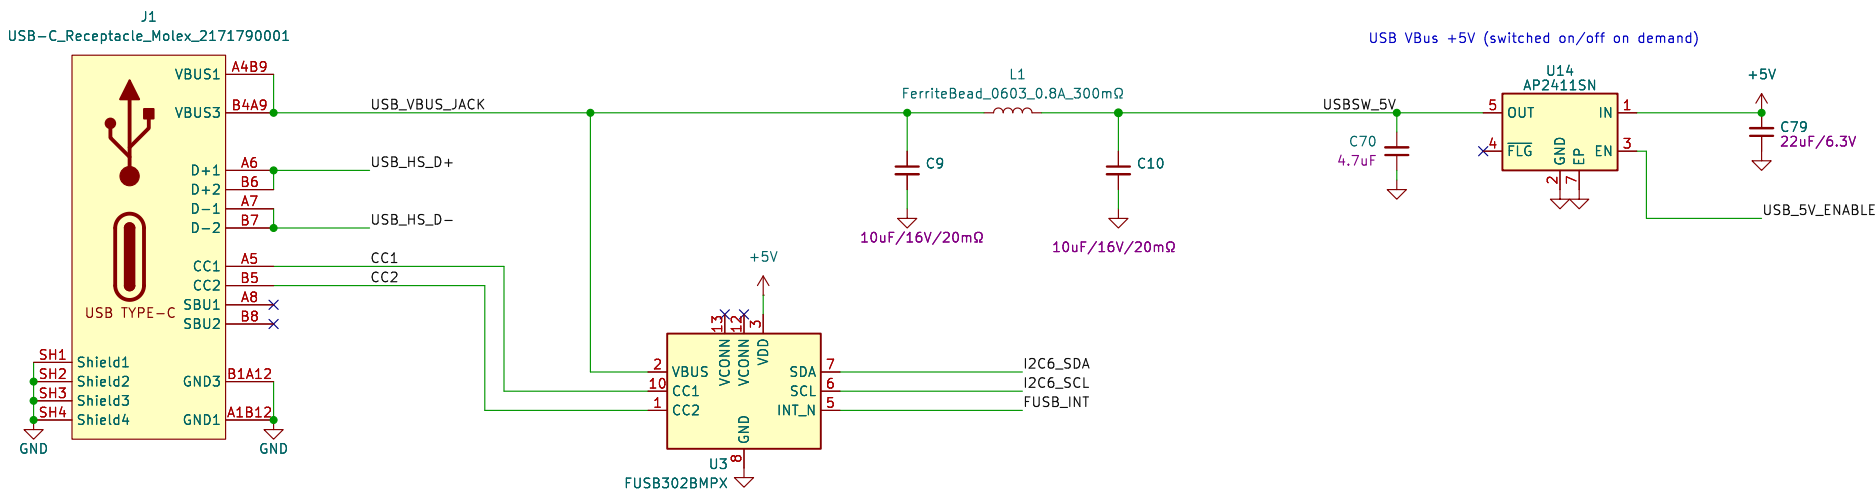 J1
USB-C_Receptacle_Molex_2171790001
VBUS1 A4B9
VBUS3 B4A9
D+1 A6
D+2 B6
D-1 A7
D-2 B7
CC1 A5
CC2 B5
SBU1 A8
SBU2 B8
USB TYPE-C
SH1 Shield1
SH2 Shield2
SH3 Shield3
SH4 Shield4
GND3 B1A12
GND1 A1B12
GND
GND
USB_VBUS_JACK
USB_HS_D+
USB_HS_D-
CC1
CC2
+5V
13 12 3
VCONN VCONN VDD
2 VBUS
10 CC1
1 CC2
SDA 7
SCL 6
INT_N 5
GND
8
U3
FUSB302BMPX
I2C6_SDA
I2C6_SCL
FUSB_INT
L1
FerriteBead_0603_0.8A_300mΩ
C9
10uF/16V/20mΩ
C10
10uF/16V/20mΩ
USBSW_5V
C70
4.7uF
USB VBus +5V (switched on/off on demand)
U14
AP2411SN
5 OUT
4 FLG
IN 1
EN 3
GND EP
2 7
+5V
C79
22uF/6.3V
USB_5V_ENABLE